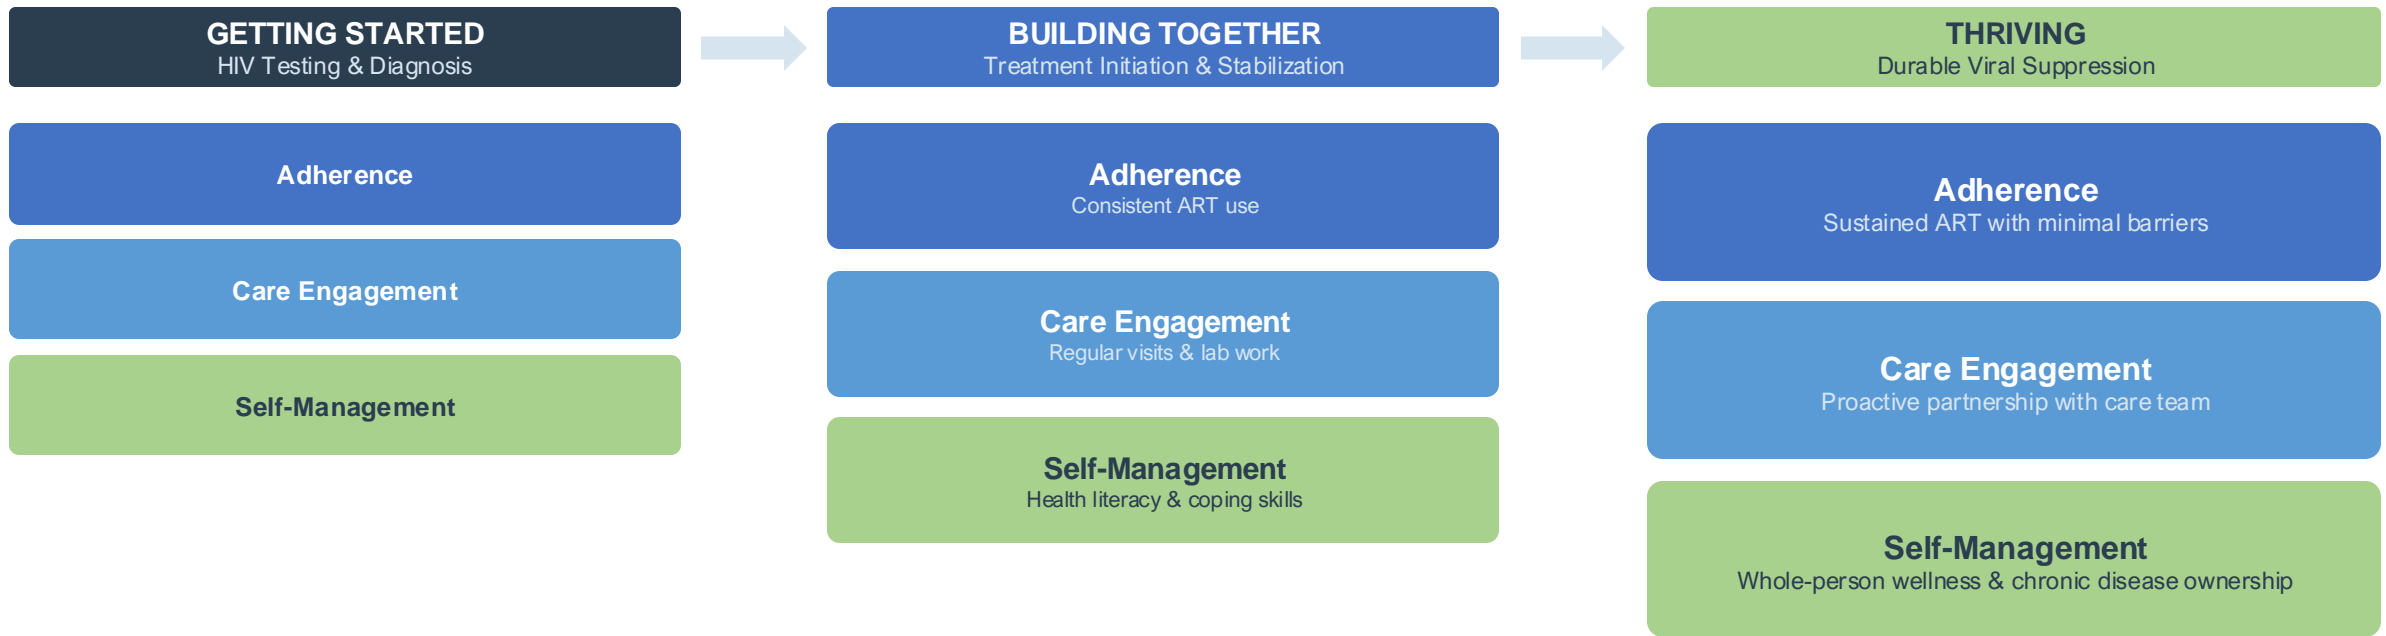 GETTING STARTED
HIV Testing & Diagnosis
Adherence
Care Engagement
Self-Management
BUILDING TOGETHER
Treatment Initiation & Stabilization
Adherence
Consistent ART use
Care Engagement
Regular visits & lab work
Self-Management
Health literacy & coping skills
THRIVING
Durable Viral Suppression
Adherence
Sustained ART with minimal barriers
Care Engagement
Proactive partnership with care team
Self-Management
Whole-person wellness & chronic disease ownership